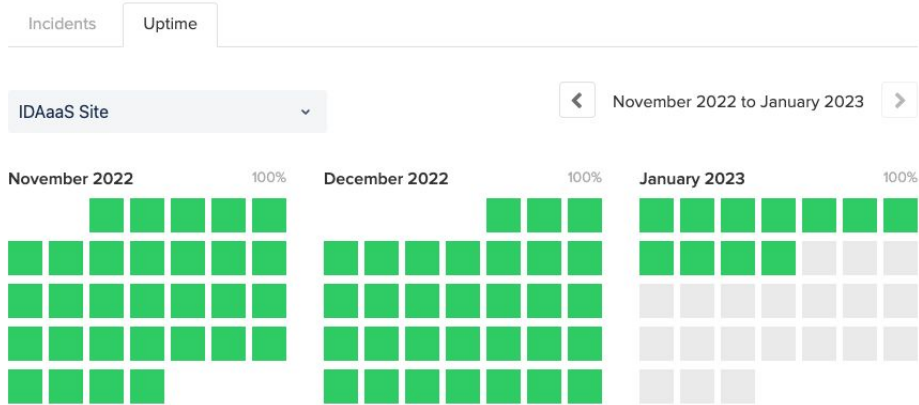 Incidents Uptime
IDAaaS Site
November 2022 to January 2023
November 2022 100%
December 2022 100%
January 2023 100%